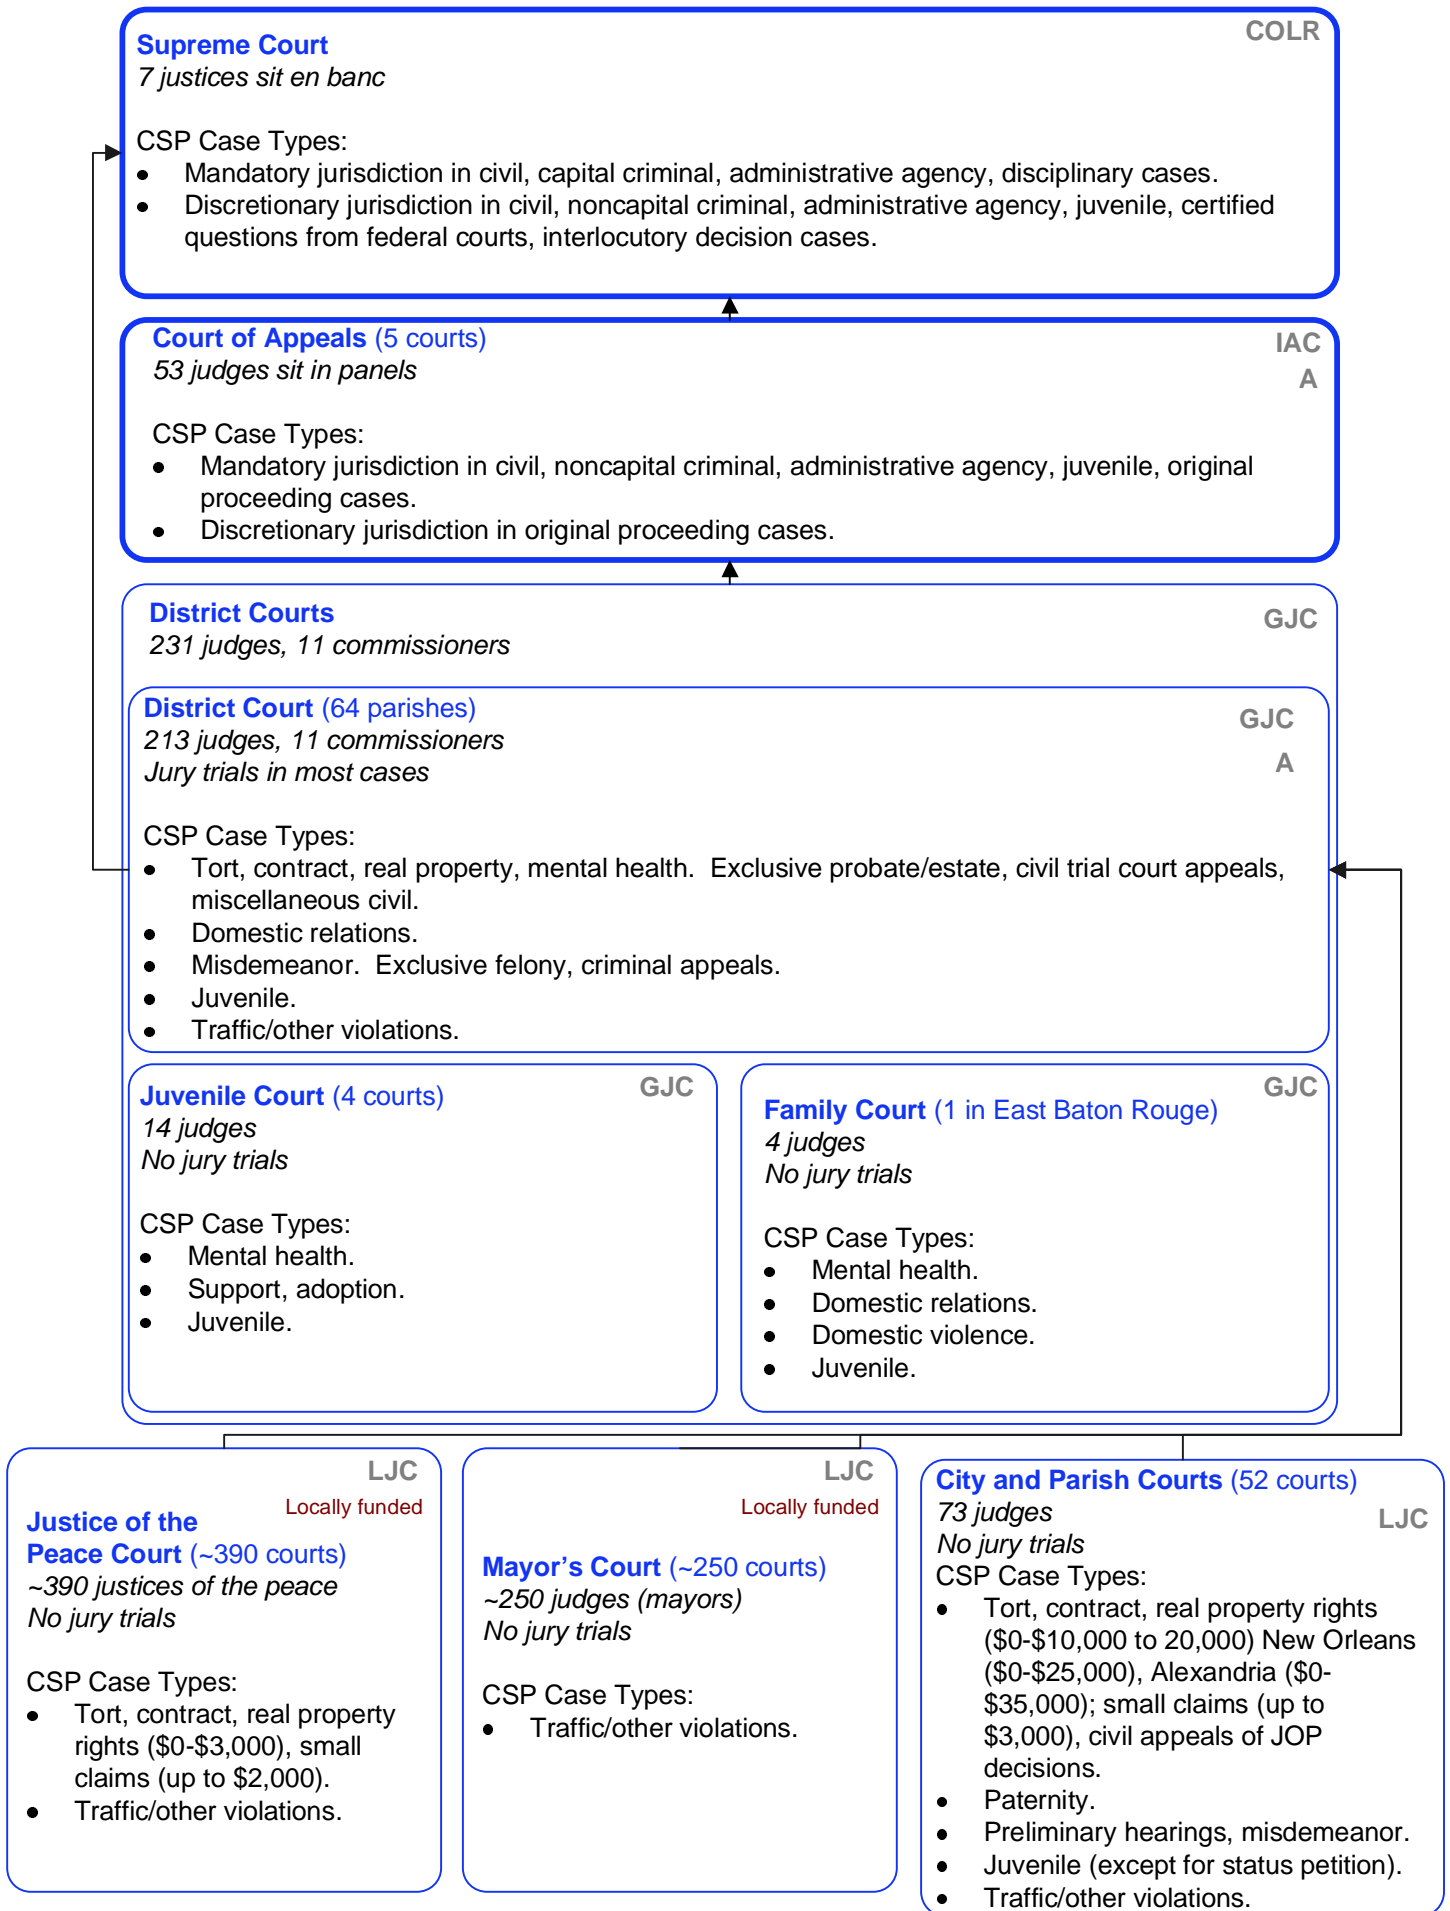 COLR
Supreme Court
7 justices sit en banc
CSP Case Types:
• Mandatory jurisdiction in civil, capital criminal, administrative agency, disciplinary cases.
• Discretionary jurisdiction in civil, noncapital criminal, administrative agency, juvenile, certified
questions from federal courts, interlocutory decision cases.
Court of Appeals (5 courts)
IAC
53 judges sit in panels
A
CSP Case Types:
• Mandatory jurisdiction in civil, noncapital criminal, administrative agency, juvenile, original
proceeding cases.
• Discretionary jurisdiction in original proceeding cases.
District Courts
GJC
231 judges, 11 commissioners
District Court (64 parishes)
GJC
213 judges, 11 commissioners
A
Jury trials in most cases
CSP Case Types:
• Tort, contract, real property, mental health.  Exclusive probate/estate, civil trial court appeals,
miscellaneous civil.
• Domestic relations.
• Misdemeanor.  Exclusive felony, criminal appeals.
• Juvenile.
• Traffic/other violations.
GJC
Juvenile Court (4 courts)
14 judges
No jury trials
CSP Case Types:
• Mental health.
• Support, adoption.
• Juvenile.
GJC
Family Court (1 in East Baton Rouge)
4 judges
No jury trials
CSP Case Types:
• Mental health.
• Domestic relations.
• Domestic violence.
• Juvenile.
LJC
Locally funded
Justice of the
Peace Court (~390 courts)
~390 justices of the peace
No jury trials
CSP Case Types:
• Tort, contract, real property
rights ($0-$3,000), small
claims (up to $2,000).
• Traffic/other violations.
LJC
Locally funded
Mayor’s Court (~250 courts)
~250 judges (mayors)
No jury trials
CSP Case Types:
• Traffic/other violations.
City and Parish Courts (52 courts)
73 judges
LJC
No jury trials
CSP Case Types:
• Tort, contract, real property rights
($0-$10,000 to 20,000) New Orleans
($0-$25,000), Alexandria ($0-
$35,000); small claims (up to
$3,000), civil appeals of JOP
decisions.
• Paternity.
• Preliminary hearings, misdemeanor.
• Juvenile (except for status petition).
• Traffic/other violations.